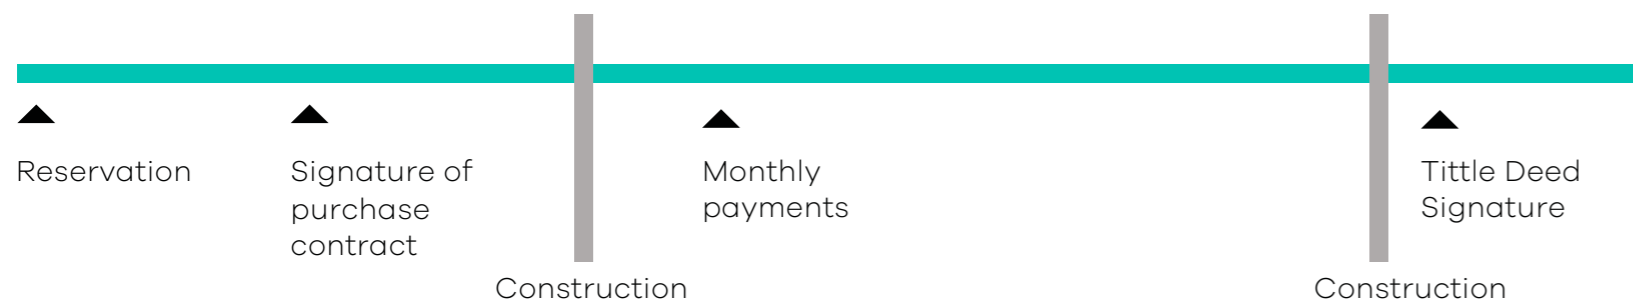 Reservation
Signature of
purchase
contract
Construction
Monthly
payments
Construction
Tittle Deed
Signature